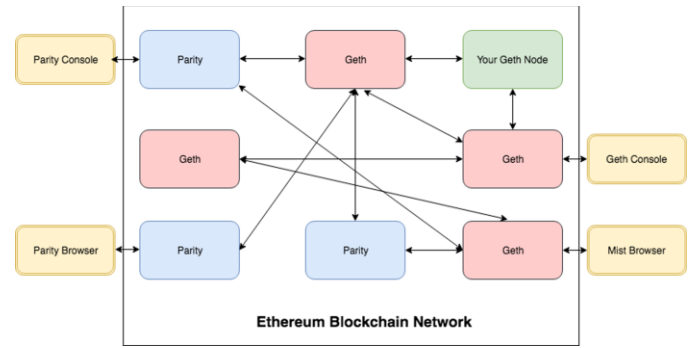 Parity Console
Parity
Geth
Your Geth Node
Geth
Geth
Geth Console
Parity Browser
Parity
Parity
Geth
Mist Browser
Ethereum Blockchain Network